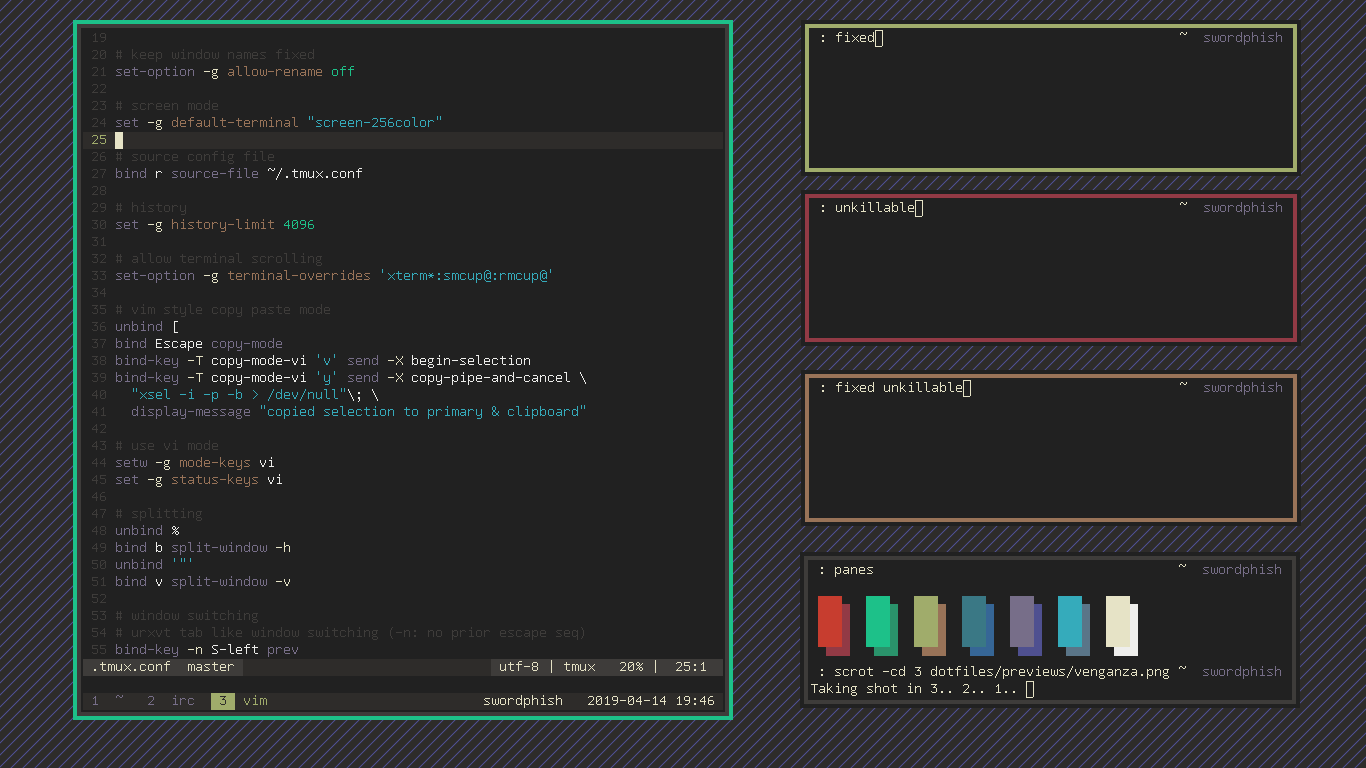 19
20 # keep window names fixed
21 set-option -g allow-rename off
22
23 # screen mode
24 set -g default-terminal "screen-256color"
25
26 # source config file
27 bind r source-file ~/.tmux.conf
28
29 # history
30 set -g history-limit 4096
31
32 # allow terminal scrolling
33 set-option -g terminal-overrides 'xterm*:smcup@:rmcup@'
34
35 # vim style copy paste mode
36 unbind [
37 bind Escape copy-mode
38 bind-key -T copy-mode-vi 'v' send -X begin-selection
39 bind-key -T copy-mode-vi 'y' send -X copy-pipe-and-cancel \
40   "xsel -i -p -b > /dev/null"\; \
41   display-message "copied selection to primary & clipboard"
42
43 # use vi mode
44 setw -g mode-keys vi
45 set -g status-keys vi
46
47 # splitting
48 unbind %
49 bind b split-window -h
50 unbind '"'
51 bind v split-window -v
52
53 # window switching
54 # urxvt tab like window switching (-n: no prior escape seq)
55 bind-key -n S-left prev
.tmux.conf  master  utf-8 | tmux  20% |  25:1
1  ~  2  irc  3  vim  swordphish  2019-04-14 19:46
: fixed  ~  swordphish
: unkillable  ~  swordphish
: fixed unkillable  ~  swordphish
: panes  ~  swordphish
: scrot -cd 3 dotfiles/previews/venganza.png ~  swordphish
Taking shot in 3.. 2.. 1..